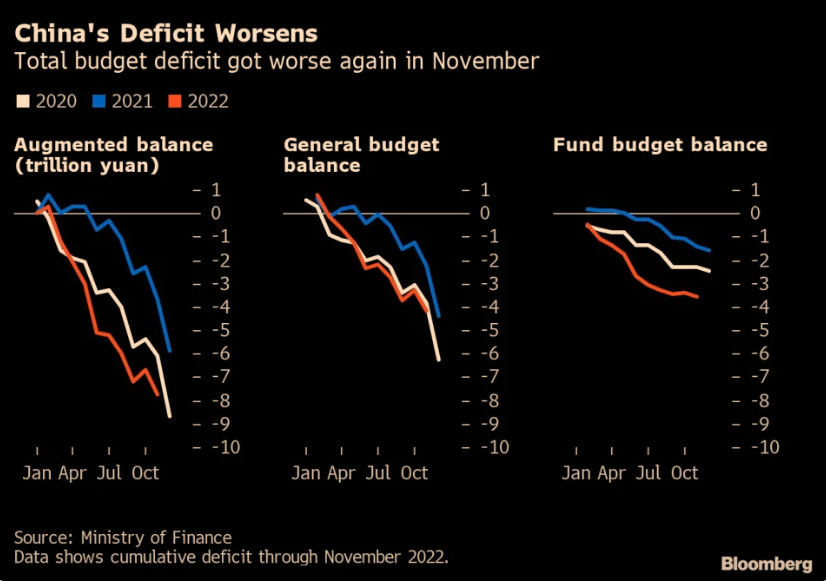 China's Deficit Worsens
Total budget deficit got worse again in November
2020 2021 2022
Augmented balance
(trillion yuan)
1
0
-1
-2
-3
-4
-5
-6
-7
-8
-9
-10
Jan Apr Jul Oct
General budget
balance
1
0
-1
-2
-3
-4
-5
-6
-7
-8
-9
-10
Jan Apr Jul Oct
Fund budget balance
1
0
-1
-2
-3
-4
-5
-6
-7
-8
-9
-10
Jan Apr Jul Oct
Source: Ministry of Finance
Data shows cumulative deficit through November 2022.
Bloomberg